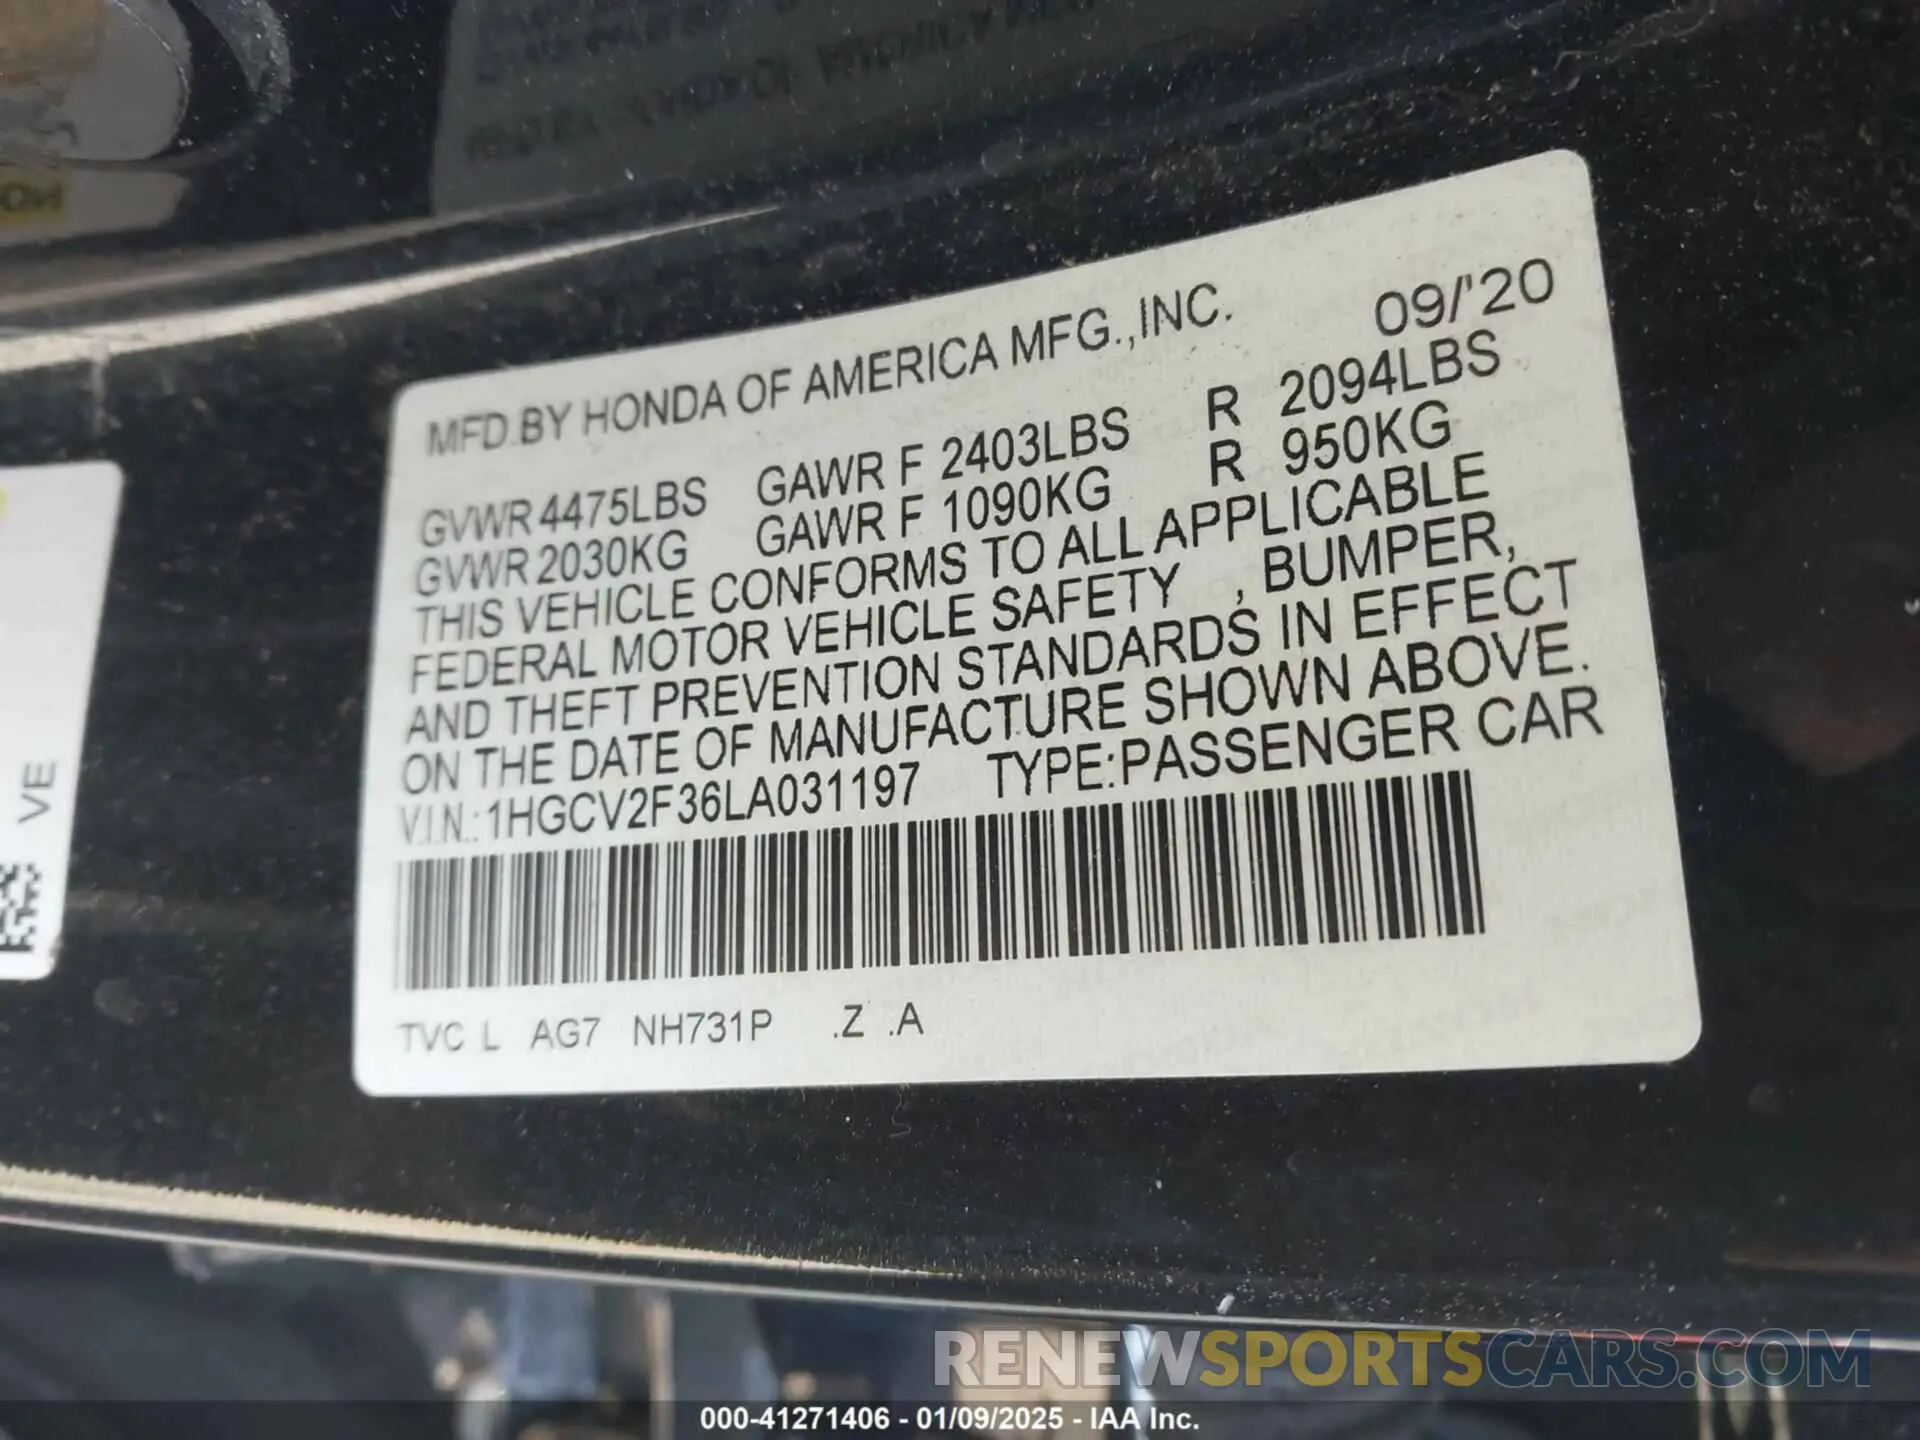 MFD.BY HONDA OF AMERICA MFG.,INC. 09/'20
GVWR 4475LBS GAWR F 2403LBS R 2094LBS
GVWR 2030KG GAWR F 1090KG R 950KG
THIS VEHICLE CONFORMS TO ALL APPLICABLE
FEDERAL MOTOR VEHICLE SAFETY , BUMPER,
AND THEFT PREVENTION STANDARDS IN EFFECT
ON THE DATE OF MANUFACTURE SHOWN ABOVE.
V.I.N.: 1HGCV2F36LA031197 TYPE:PASSENGER CAR
TVC L AG7 NH731P .Z .A
VE
RENEWSPORTSCARS.COM
000-41271406 - 01/09/2025 - IAA Inc.